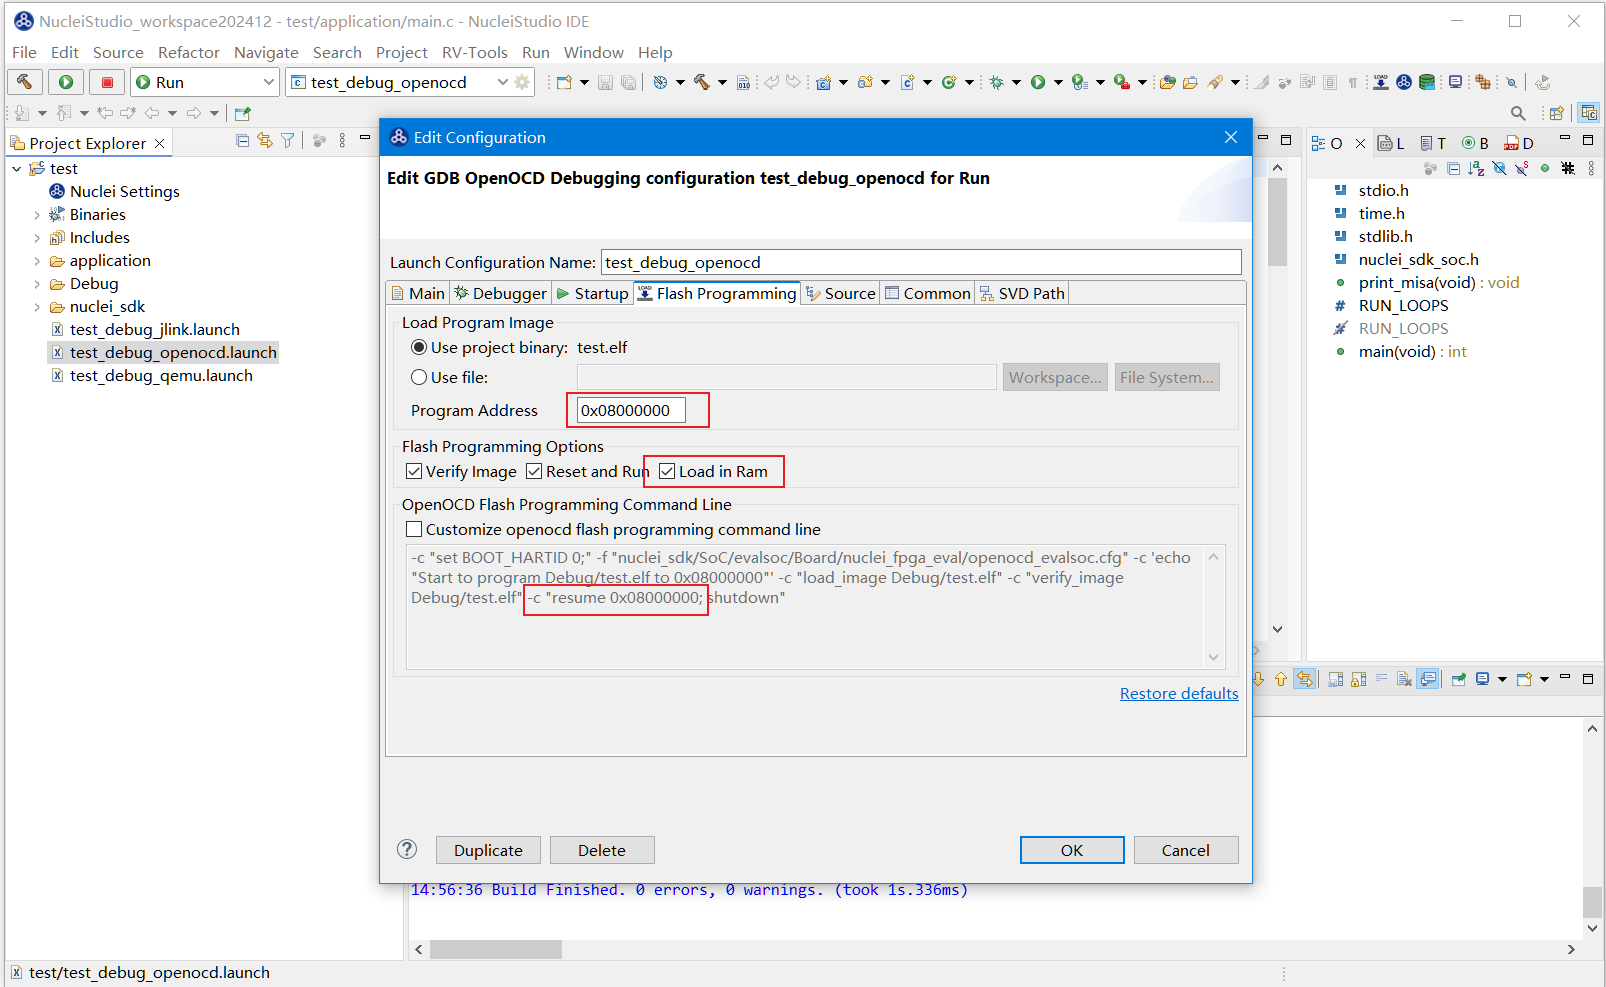 NucleiStudio_workspace202412 - test/application/main.c - NucleiStudio IDE
File Edit Source Refactor Navigate Search Project RV-Tools Run Window Help
Run test_debug_openocd
Project Explorer
test
Nuclei Settings
Binaries
Includes
application
Debug
nuclei_sdk
test_debug_jlink.launch
test_debug_openocd.launch
test_debug_qemu.launch
Edit Configuration
Edit GDB OpenOCD Debugging configuration test_debug_openocd for Run
Launch Configuration Name: test_debug_openocd
Main Debugger Startup Flash Programming Source Common SVD Path
Load Program Image
Use project binary: test.elf
Use file: Workspace... File System...
Program Address 0x08000000
Flash Programming Options
Verify Image Reset and Run Load in Ram
OpenOCD Flash Programming Command Line
Customize openocd flash programming command line
-c "set BOOT_HARTID 0;" -f "nuclei_sdk/SoC/evalsoc/Board/nuclei_fpga_eval/openocd_evalsoc.cfg" -c 'echo
"Start to program Debug/test.elf to 0x08000000"' -c "load_image Debug/test.elf" -c "verify_image
Debug/test.elf" -c "resume 0x08000000; shutdown"
Restore defaults
Duplicate Delete OK Cancel
O L T B D
stdio.h
time.h
stdlib.h
nuclei_sdk_soc.h
print_misa(void) : void
RUN_LOOPS
RUN_LOOPS
main(void) : int
14:56:36 Build Finished. 0 errors, 0 warnings. (took 1s.336ms)
test/test_debug_openocd.launch